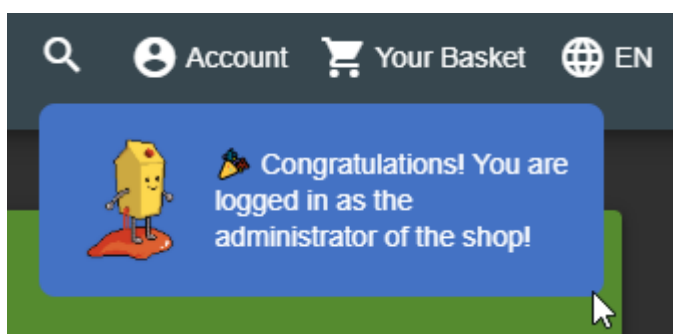 Account Your Basket EN
🎉 Congratulations! You are
logged in as the
administrator of the shop!